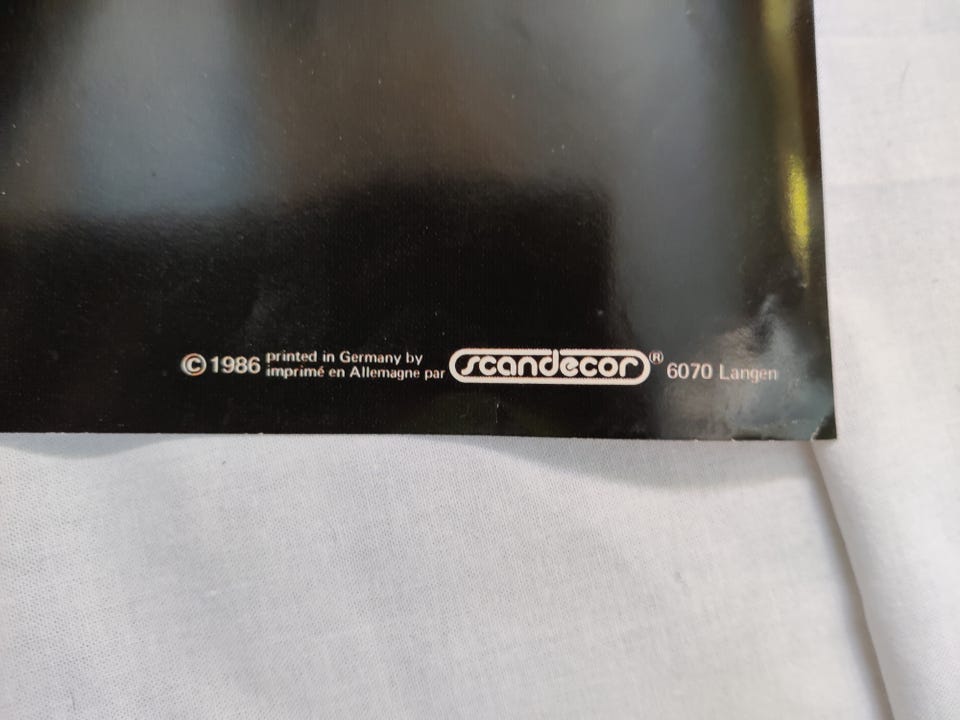 © 1986 printed in Germany by
imprimé en Allemagne par
scandecor® 6070 Langen